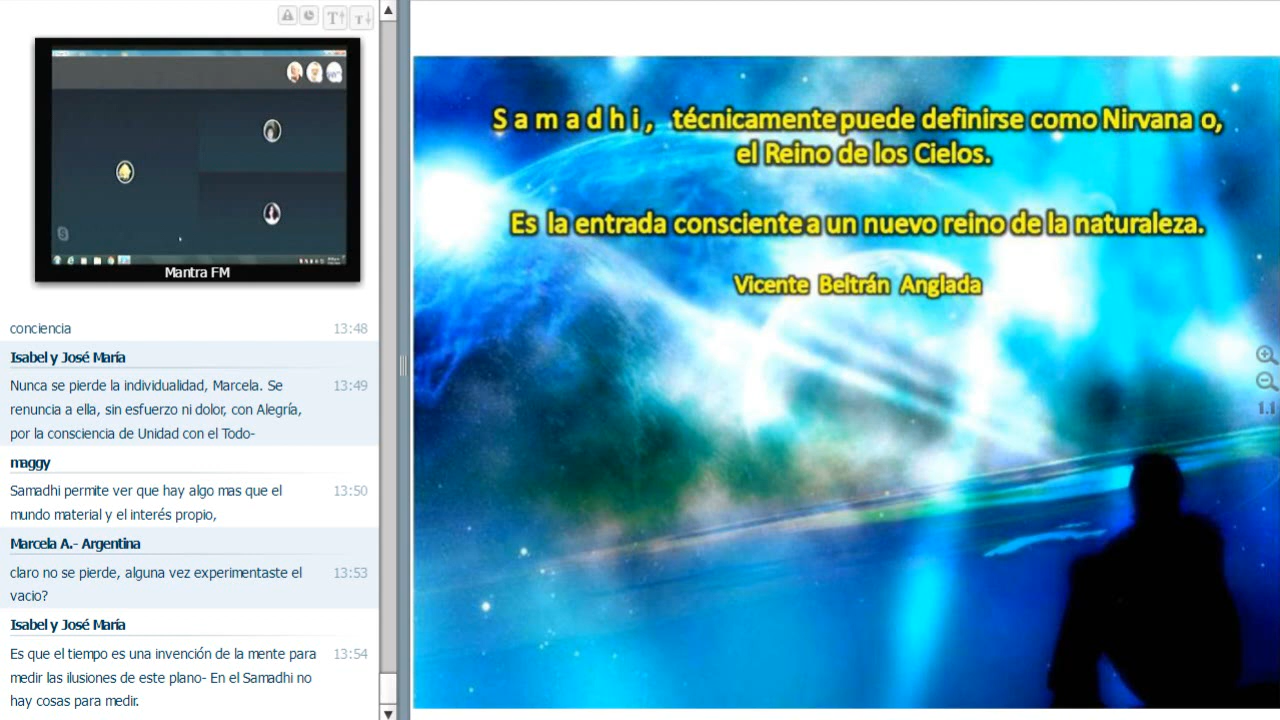 Mantra FM
conciencia 13:48
Isabel y José María
Nunca se pierde la individualidad, Marcela. Se 13:49
renuncia a ella, sin esfuerzo ni dolor, con Alegría,
por la consciencia de Unidad con el Todo-
maggy
Samadhi permite ver que hay algo mas que el 13:50
mundo material y el interés propio,
Marcela A.- Argentina
claro no se pierde, alguna vez experimentaste el 13:53
vacio?
Isabel y José María
Es que el tiempo es una invención de la mente para 13:54
medir las ilusiones de este plano- En el Samadhi no
hay cosas para medir.
S a m a d h i , técnicamente puede definirse como Nirvana o,
el Reino de los Cielos.
Es la entrada consciente a un nuevo reino de la naturaleza.
Vicente Beltrán Anglada
1.1